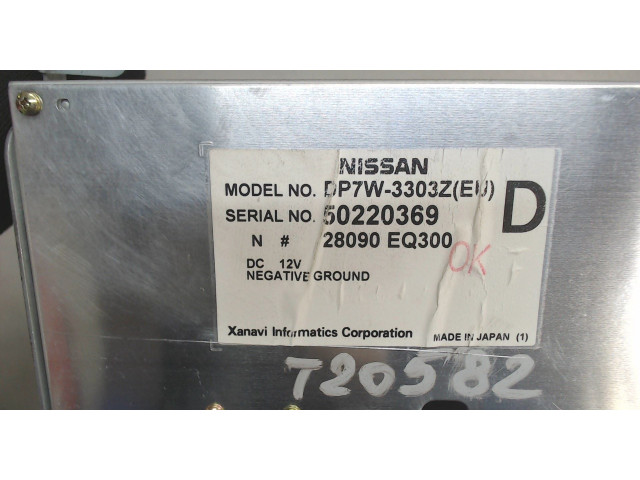 NISSAN
MODEL NO. DP7W-3303Z(EU)
SERIAL NO. 50220369
D
N # 28090 EQ300
OK
DC 12V
NEGATIVE GROUND
Xanavi Informatics Corporation
MADE IN JAPAN (1)
T20582